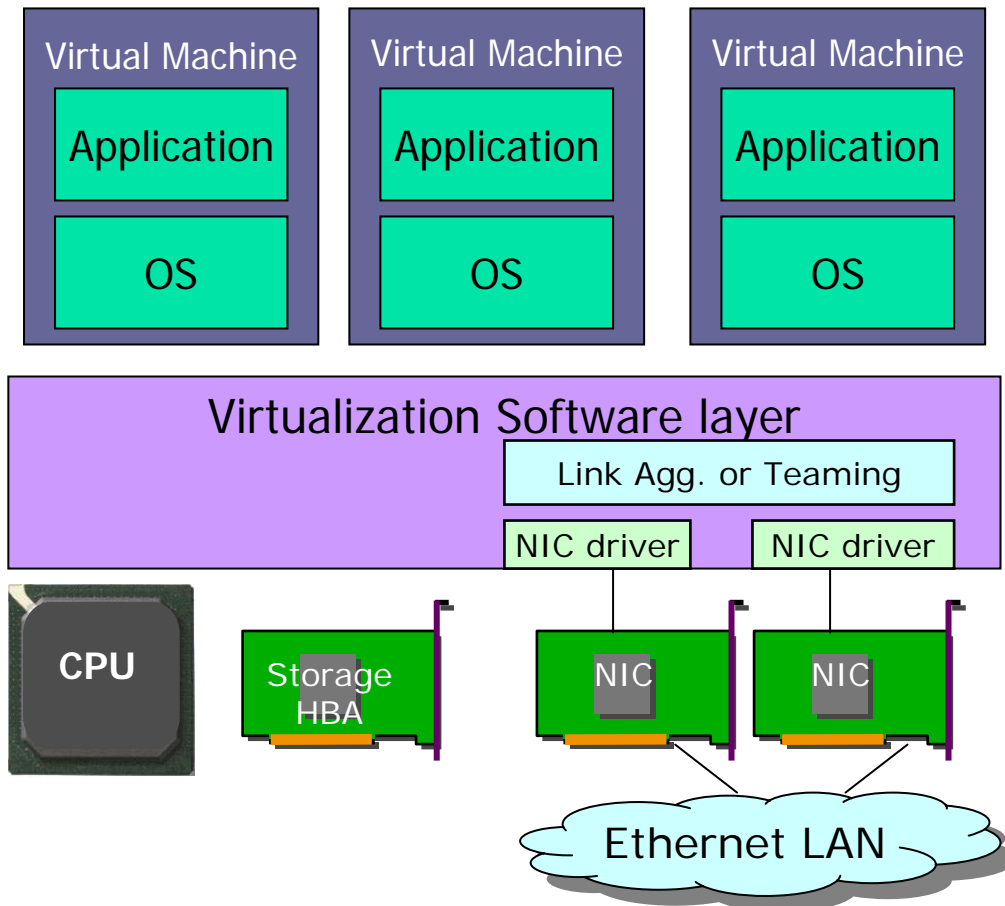 Virtual Machine
Virtual Machine
Virtual Machine
Application
Application
Application
OS
OS
OS
Virtualization Software layer
Link Agg. or Teaming
NIC driver
NIC driver
CPU
Storage
HBA
NIC
NIC
Ethernet LAN